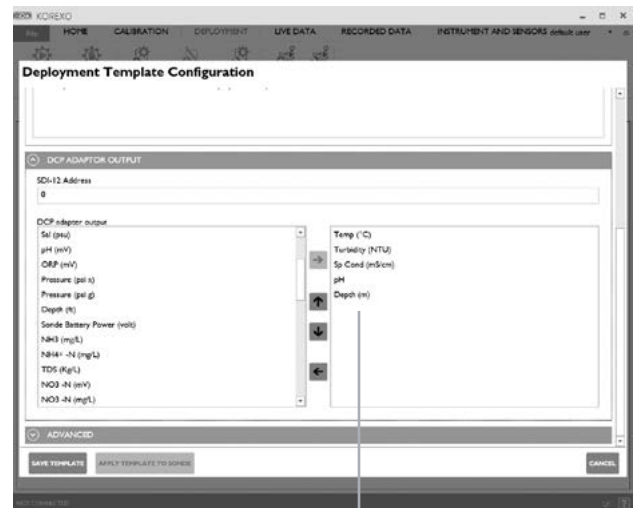 KOREXO
File HOME CALIBRATION DEPLOYMENT LIVE DATA RECORDED DATA INSTRUMENT AND SENSORS default user
Deployment Template Configuration
DCP ADAPTOR OUTPUT
SDI-12 Address
0
DCP adapter output
Sal (psu)
pH (mV)
ORP (mV)
Pressure (psi a)
Pressure (psi g)
Depth (ft)
Sonde Battery Power (volt)
NH3 (mg/L)
NH4+ -N (mg/L)
TDS (Kg/L)
NO3 -N (mV)
NO3 -N (mg/L)
Temp (°C)
Turbidity (NTU)
Sp Cond (mS/cm)
pH
Depth (m)
ADVANCED
SAVE TEMPLATE APPLY TEMPLATE TO SONDE CANCEL
NOT CONNECTED